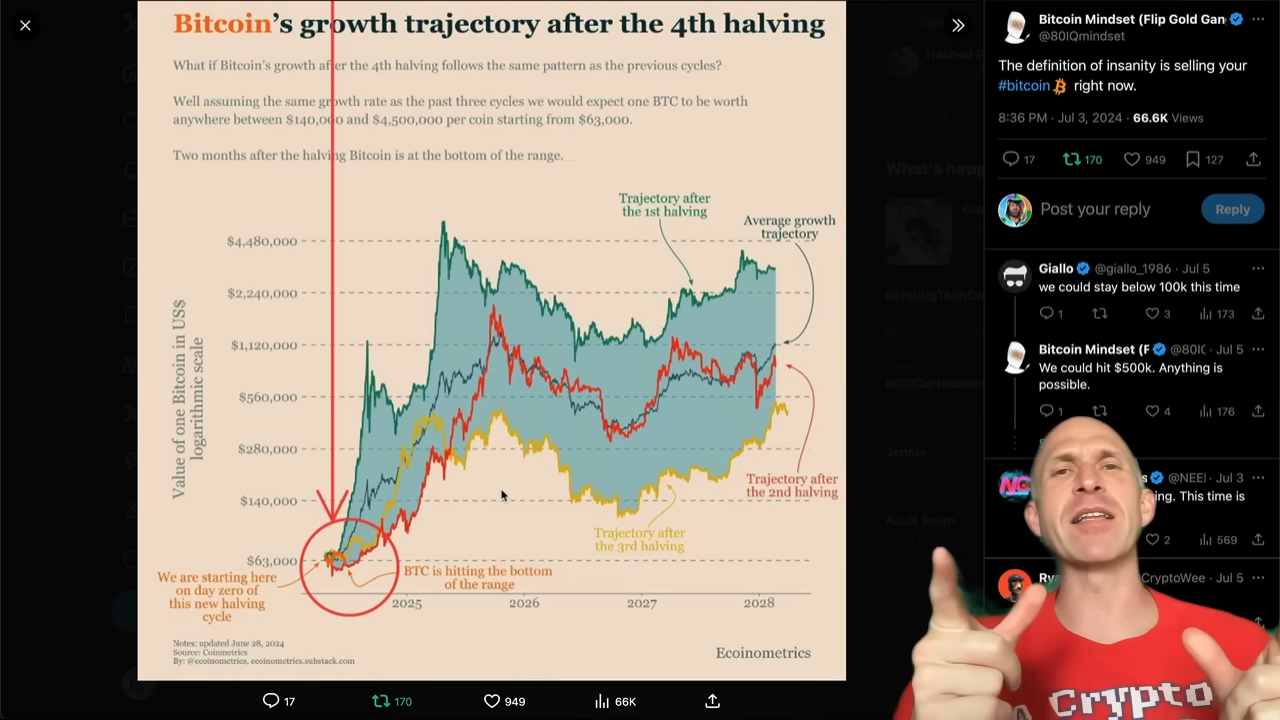 Bitcoin's growth trajectory after the 4th halving
What if Bitcoin's growth after the 4th halving follows the same pattern as the previous cycles?
Well assuming the same growth rate as the past three cycles we would expect one BTC to be worth
anywhere between $140,000 and $4,500,000 per coin starting from $63,000.
Two months after the halving Bitcoin is at the bottom of the range.
Trajectory after
the 1st halving
Average growth
trajectory
$4,480,000
$2,240,000
$1,120,000
$560,000
$280,000
$140,000
$63,000
Value of one Bitcoin in US$
logarithmic scale
Trajectory after
the 2nd halving
Trajectory after
the 3rd halving
We are starting here
on day zero of
this new halving
cycle
BTC is hitting the bottom
of the range
2025
2026
2027
2028
Notes: updated June 28, 2024
Source: Coinmetrics
By: @ecoinometrics, ecoinometrics.substack.com
Ecoinometrics
17
170
949
66K
Bitcoin Mindset (Flip Gold Gan
@80IQmindset
The definition of insanity is selling your
#bitcoin right now.
8:36 PM · Jul 3, 2024 · 66.6K Views
17
170
949
127
Post your reply
Reply
Giallo @giallo_1986 · Jul 5
we could stay below 100k this time
1
3
173
Bitcoin Mindset (F @80IQ · Jul 5
We could hit $500k. Anything is
possible.
1
4
176
s @NEEI · Jul 3
ing. This time is
2
569
Ry CryptoWee · Jul 5
What's happ
Adult Swan
Crypto